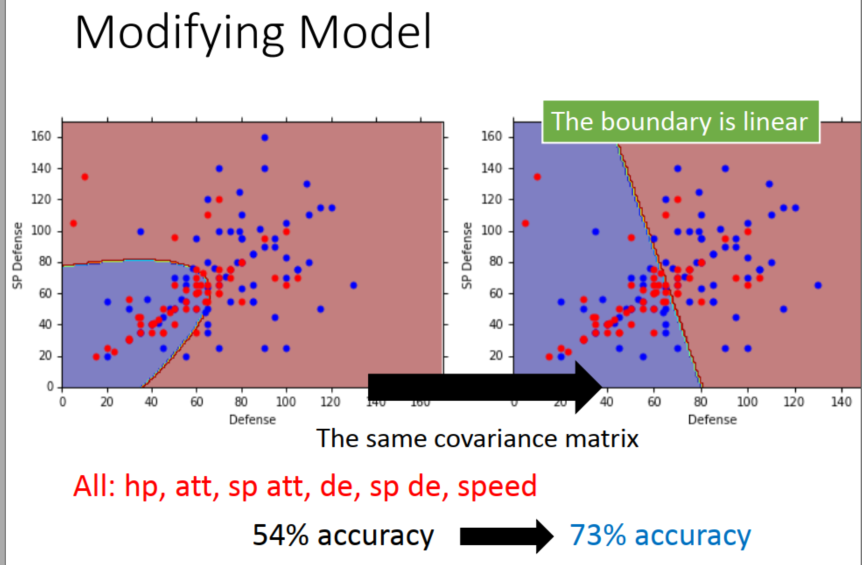 Modifying Model
The boundary is linear
160
140
120
100
80
60
40
20
0
SP Defense
0 20 40 60 80 100 120 140 160
Defense
160
140
120
100
80
60
40
20
0
SP Defense
0 20 40 60 80 100 120 140
Defense
The same covariance matrix
All: hp, att, sp att, de, sp de, speed
54% accuracy 73% accuracy